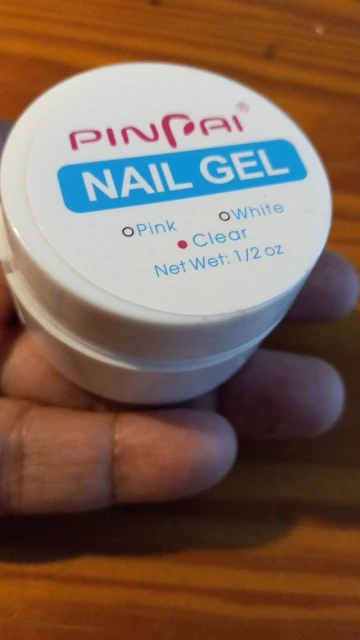 PINPAI®
NAIL GEL
Pink White
Clear
Net Wet: 1/2 oz